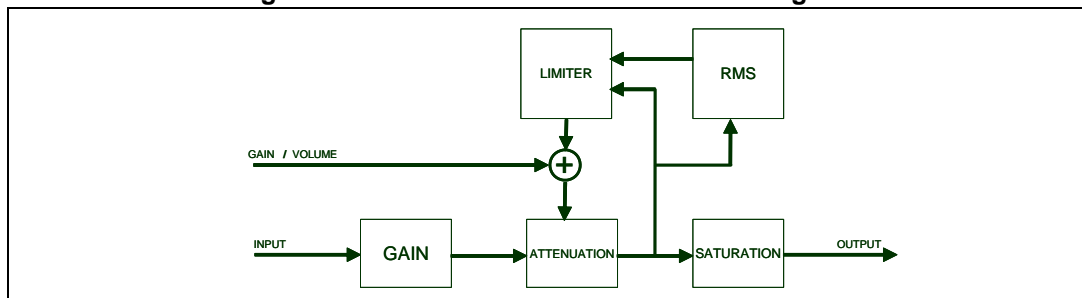 LIMITER
RMS
GAIN / VOLUME
+
INPUT
GAIN
ATTENUATION
SATURATION
OUTPUT